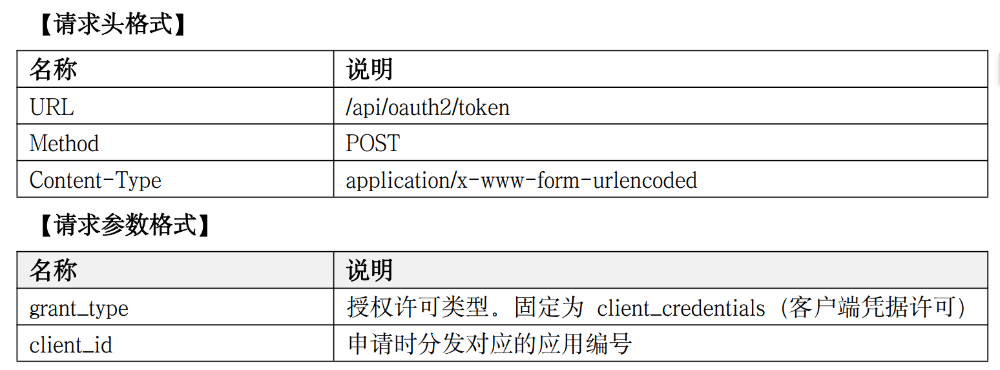 【请求头格式】
名称 说明
URL /api/oauth2/token
Method POST
Content-Type application/x-www-form-urlencoded
【请求参数格式】
名称 说明
grant_type 授权许可类型。固定为 client_credentials（客户端凭据许可）
client_id 申请时分发对应的应用编号